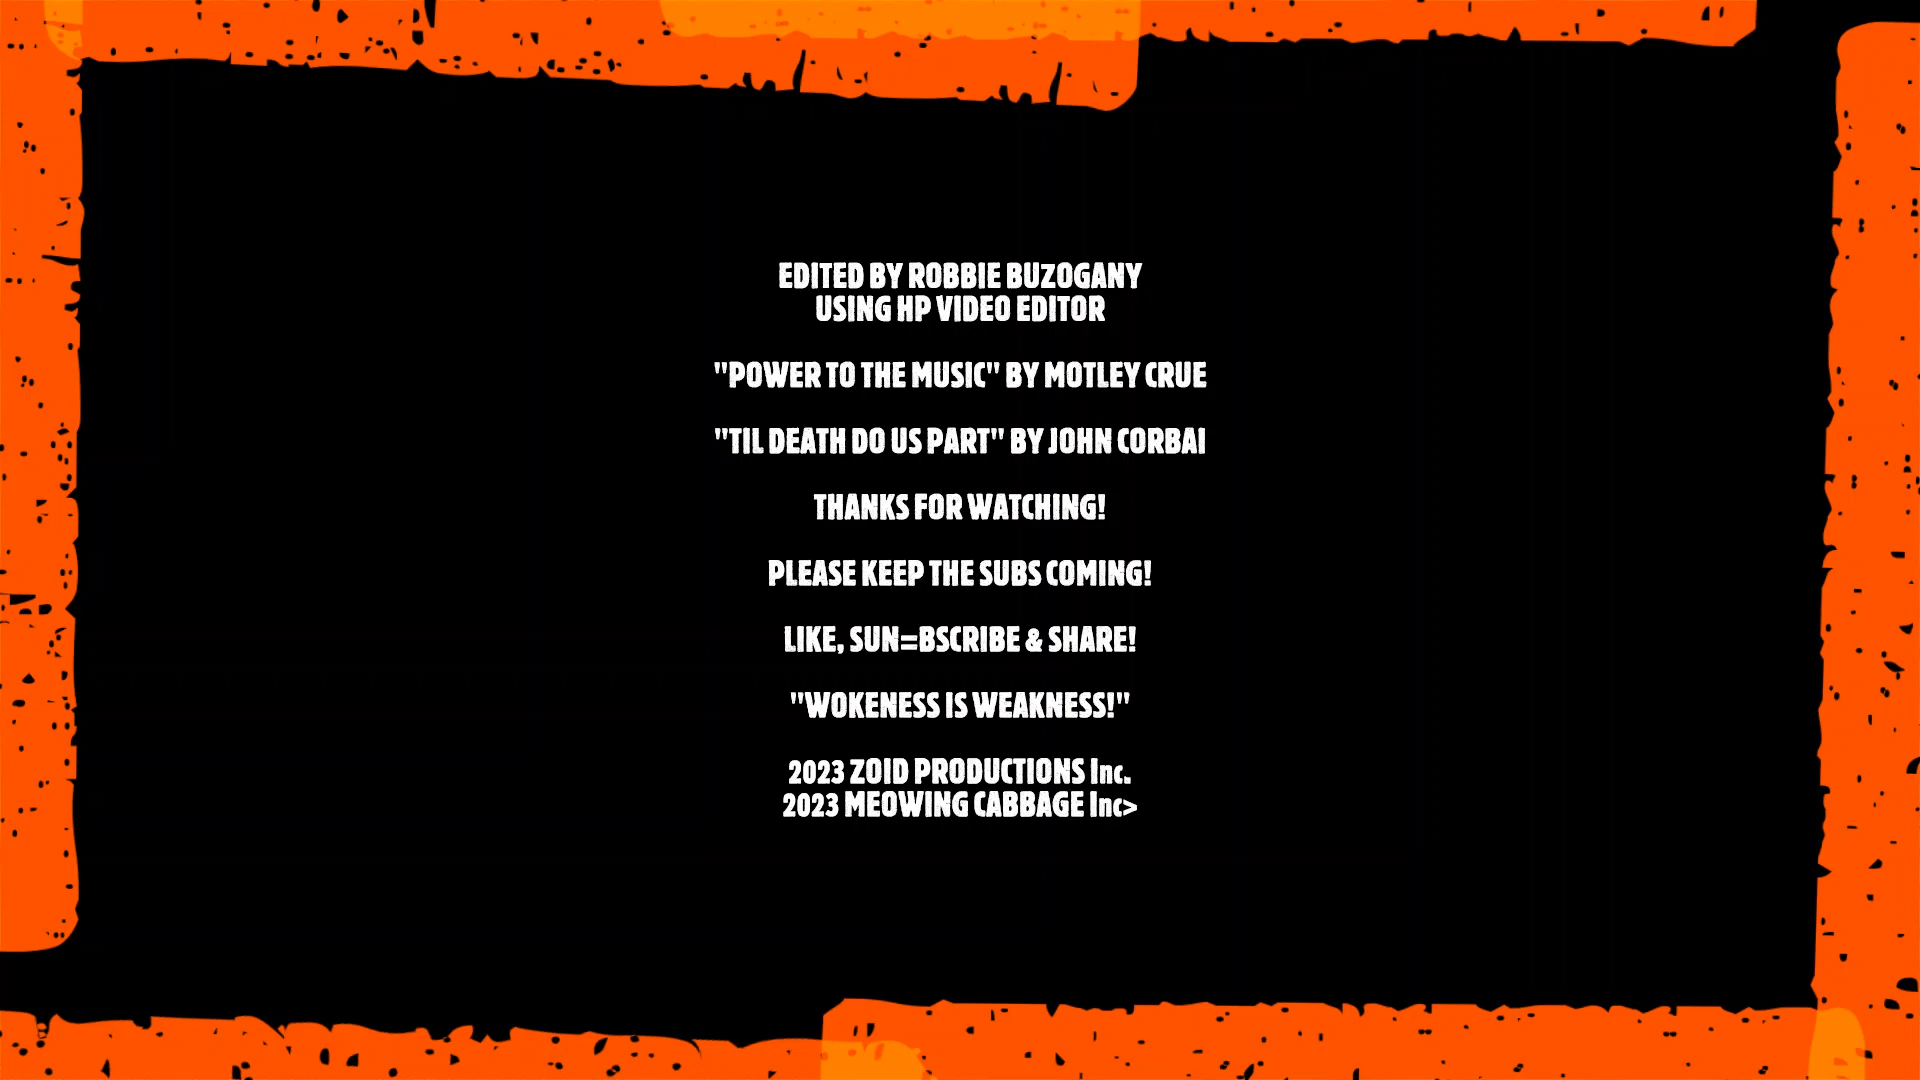 EDITED BY ROBBIE BUZOGANY
USING HP VIDEO EDITOR
"POWER TO THE MUSIC" BY MOTLEY CRUE
"TIL DEATH DO US PART" BY JOHN CORBAI
THANKS FOR WATCHING!
PLEASE KEEP THE SUBS COMING!
LIKE, SUN=BSCRIBE & SHARE!
"WOKENESS IS WEAKNESS!"
2023 ZOID PRODUCTIONS Inc.
2023 MEOWING CABBAGE Inc>